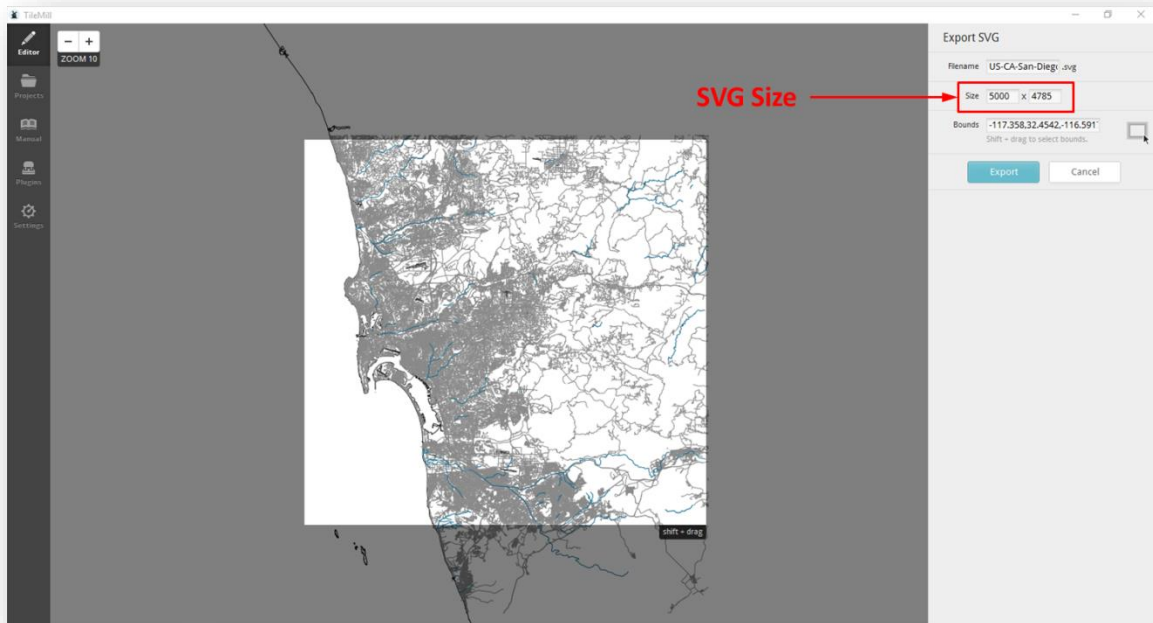 TileMill
Editor
Projects
Manual
Plugins
Settings
- +
ZOOM 10
SVG Size
shift + drag
Export SVG
Filename US-CA-San-Dieg .svg
Size 5000 x 4785
Bounds -117.358,32.4542,-116.591
Shift + drag to select bounds.
Export Cancel